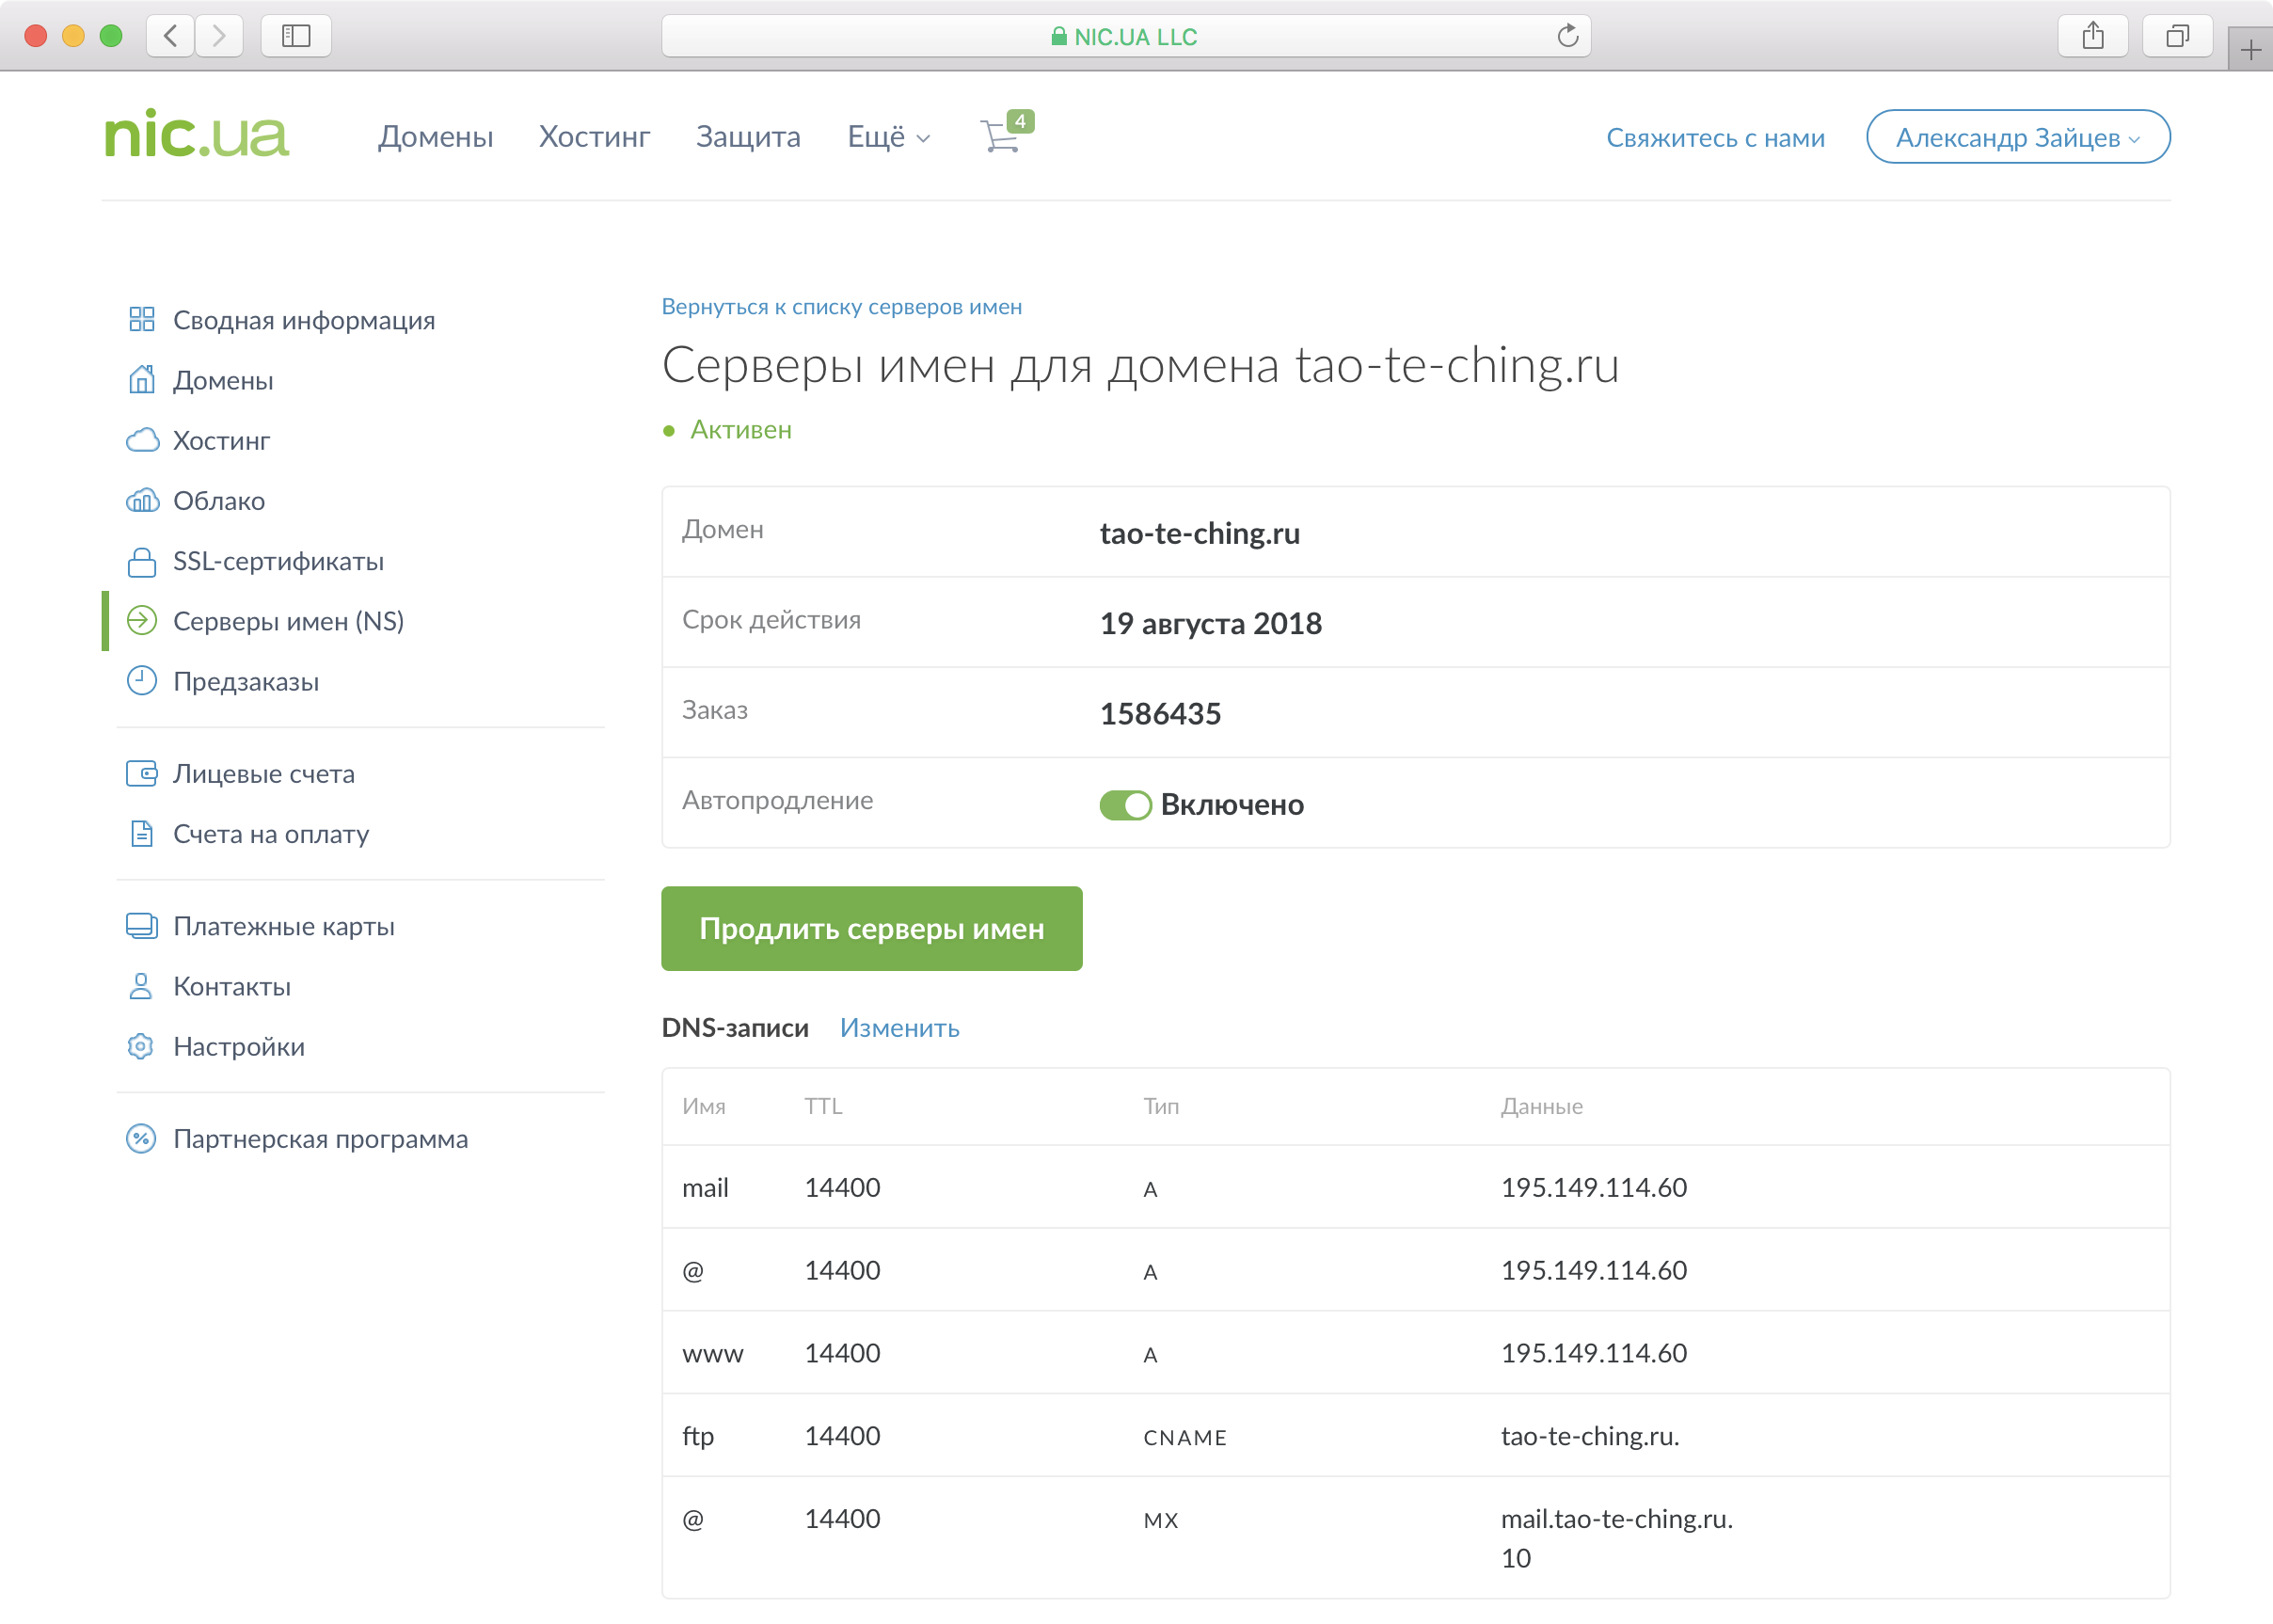 NIC.UA LLC
nic.ua
Домены
Хостинг
Защита
Ещё
4
Свяжитесь с нами
Александр Зайцев
Сводная информация
Домены
Хостинг
Облако
SSL-сертификаты
Серверы имен (NS)
Предзаказы
Лицевые счета
Счета на оплату
Платежные карты
Контакты
Настройки
Партнерская программа
Вернуться к списку серверов имен
Серверы имен для домена tao-te-ching.ru
Активен
Домен tao-te-ching.ru
Срок действия 19 августа 2018
Заказ 1586435
Автопродление Включено
Продлить серверы имен
DNS-записи Изменить
Имя TTL Тип Данные
mail 14400 A 195.149.114.60
@ 14400 A 195.149.114.60
www 14400 A 195.149.114.60
ftp 14400 CNAME tao-te-ching.ru.
@ 14400 MX mail.tao-te-ching.ru.
10